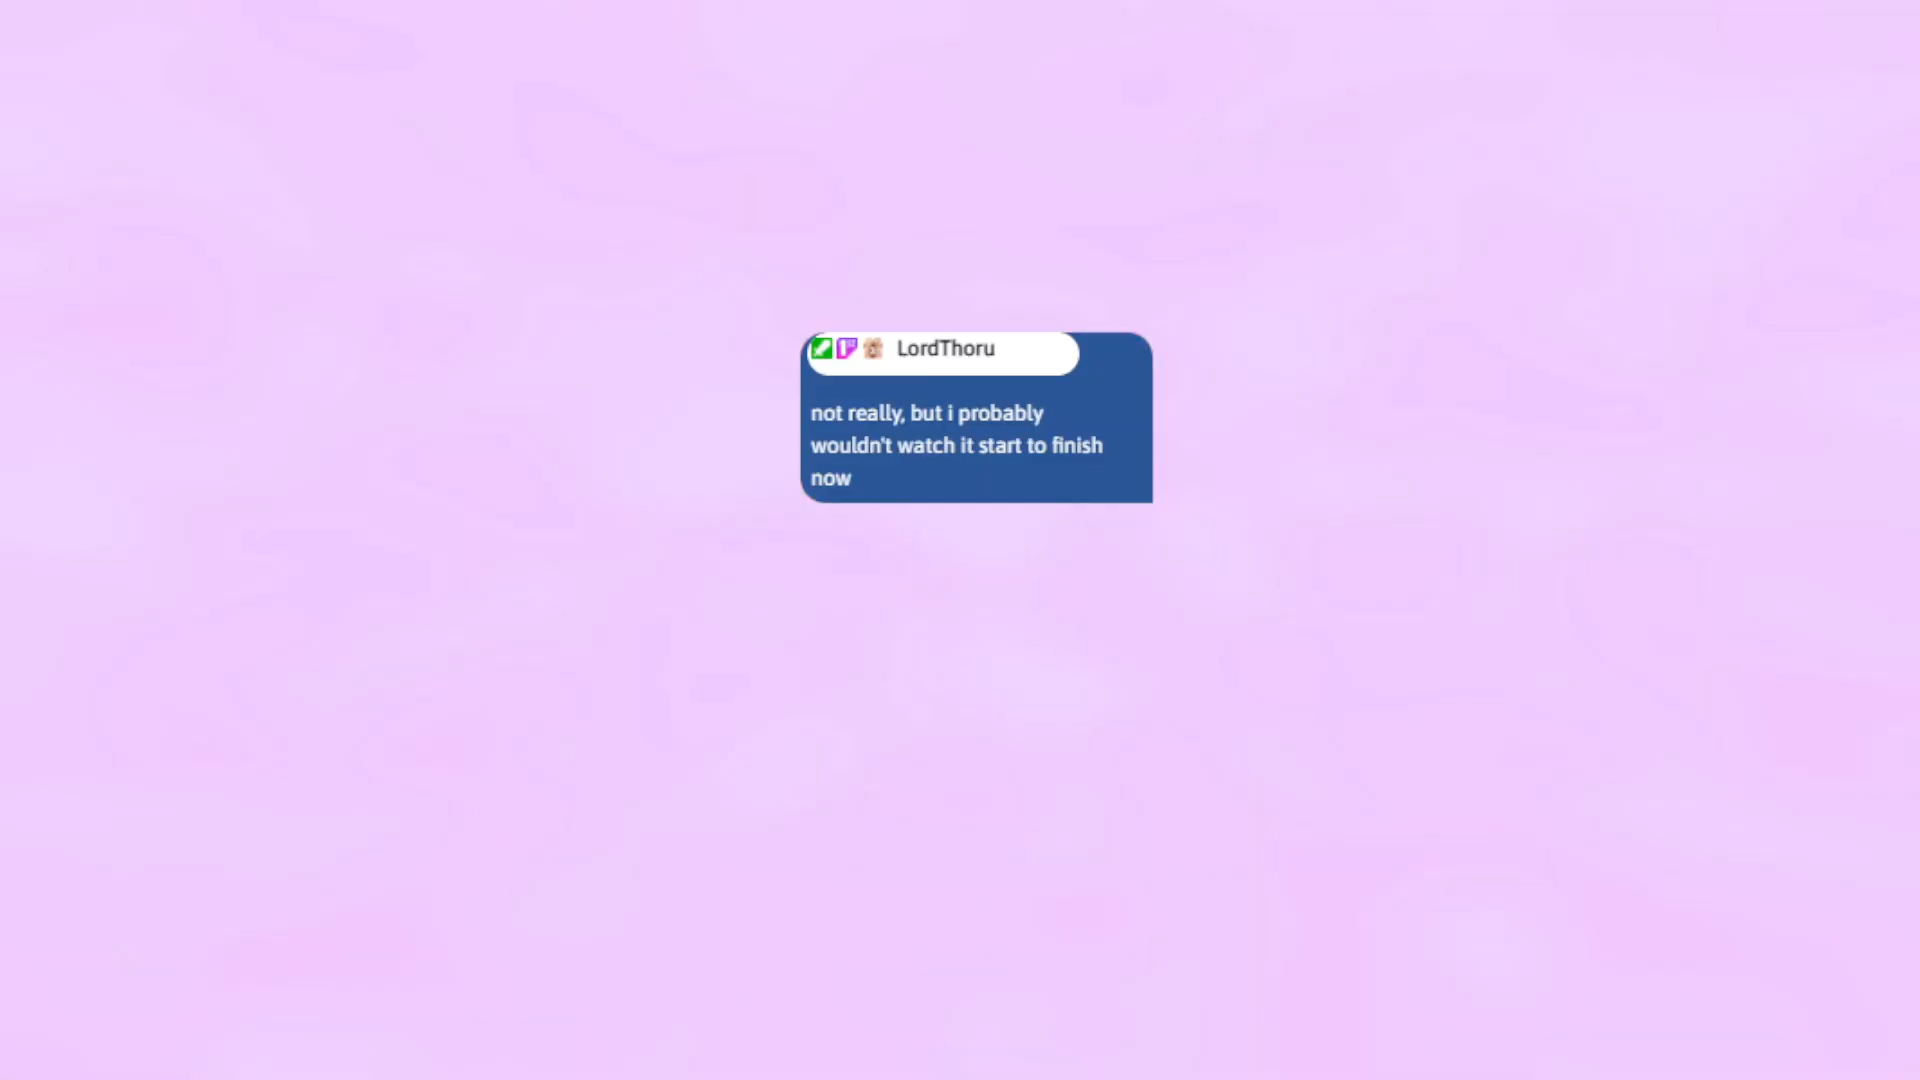 LordThoru
not really, but i probably
wouldn't watch it start to finish
now